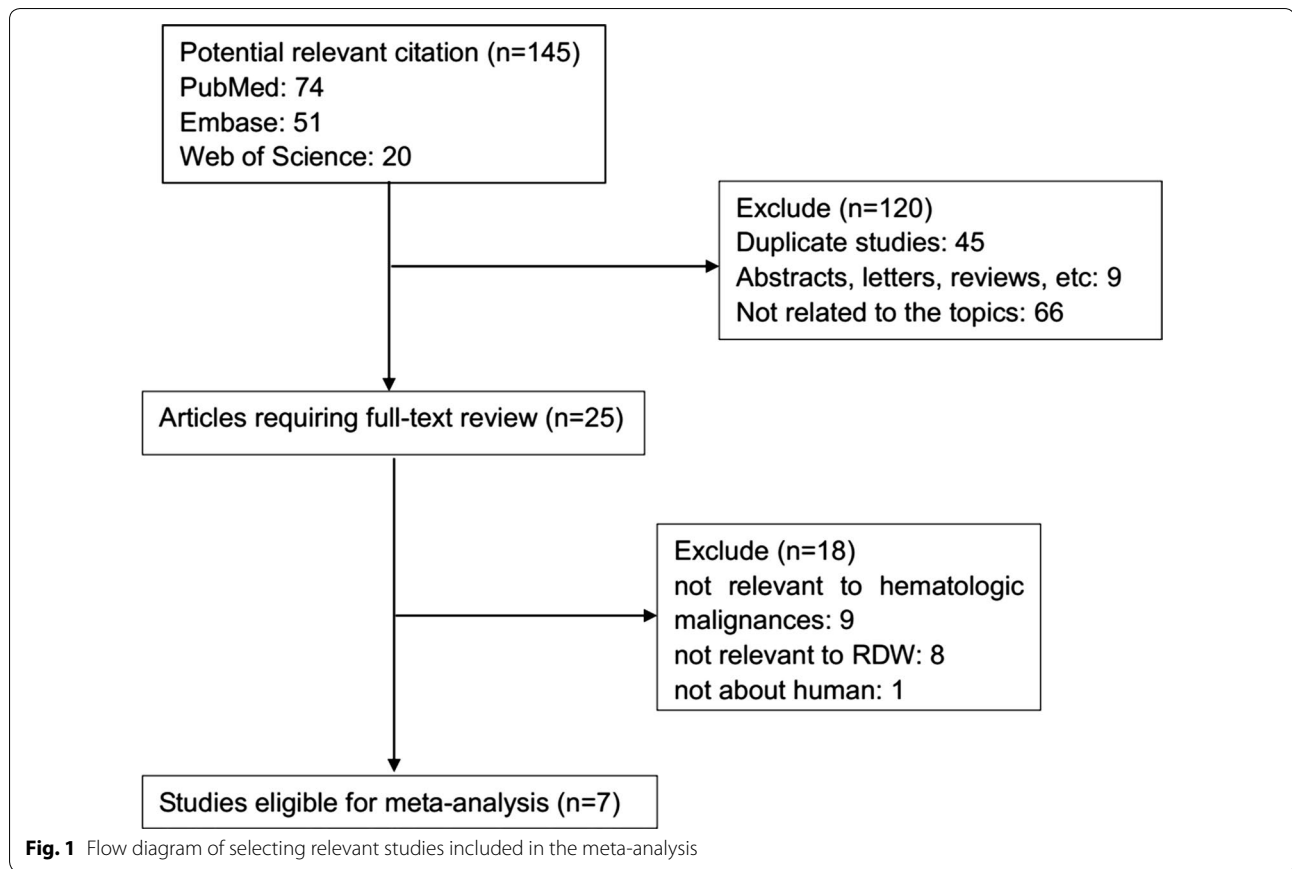 Potential relevant citation (n=145)
PubMed: 74
Embase: 51
Web of Science: 20
Exclude (n=120)
Duplicate studies: 45
Abstracts, letters, reviews, etc: 9
Not related to the topics: 66
Articles requiring full-text review (n=25)
Exclude (n=18)
not relevant to hematologic
malignances: 9
not relevant to RDW: 8
not about human: 1
Studies eligible for meta-analysis (n=7)
Fig. 1 Flow diagram of selecting relevant studies included in the meta-analysis